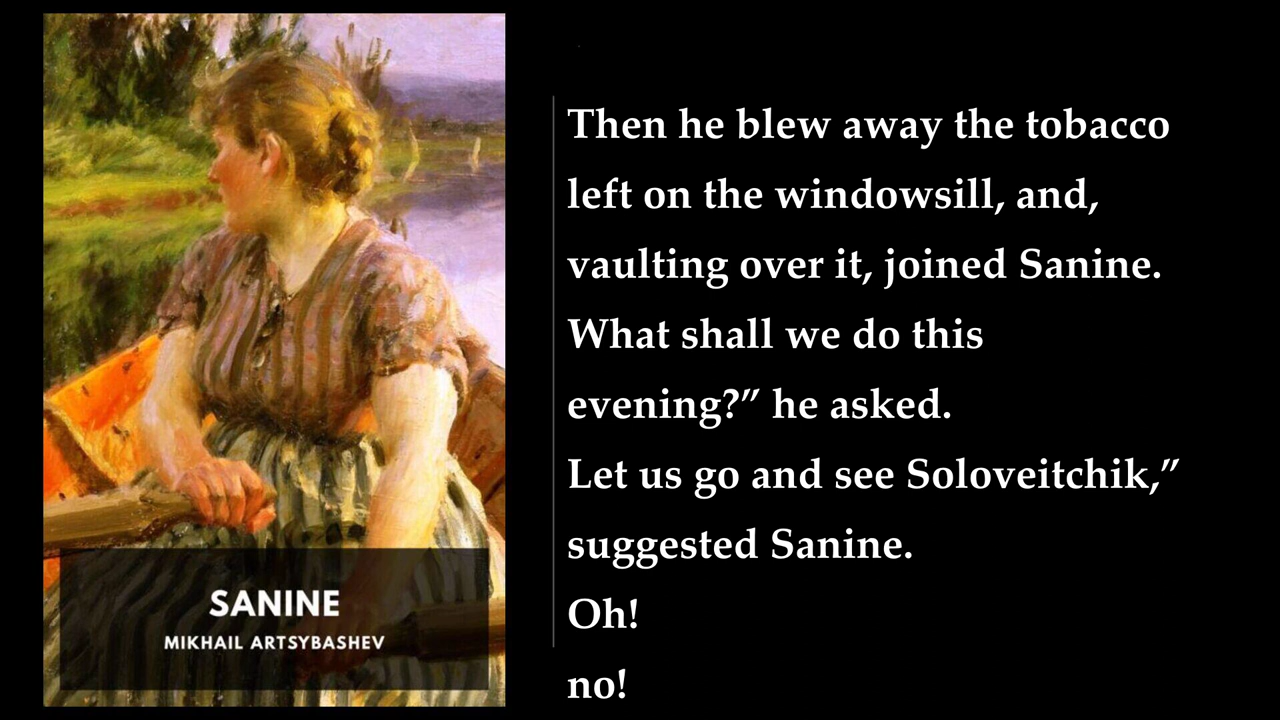 SANINE
MIKHAIL ARTSYBASHEV
Then he blew away the tobacco
left on the windowsill, and,
vaulting over it, joined Sanine.
What shall we do this
evening?” he asked.
Let us go and see Soloveitchik,”
suggested Sanine.
Oh!
no!